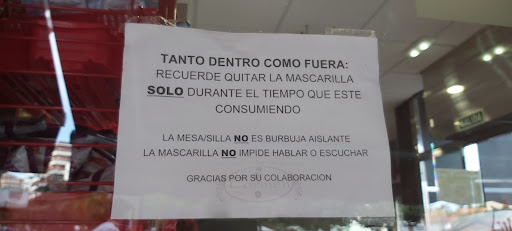 TANTO DENTRO COMO FUERA:
RECUERDE QUITAR LA MASCARILLA
SOLO DURANTE EL TIEMPO QUE ESTE
CONSUMIENDO
LA MESA/SILLA NO ES BURBUJA AISLANTE
LA MASCARILLA NO IMPIDE HABLAR O ESCUCHAR
GRACIAS POR SU COLABORACION
SALIDA